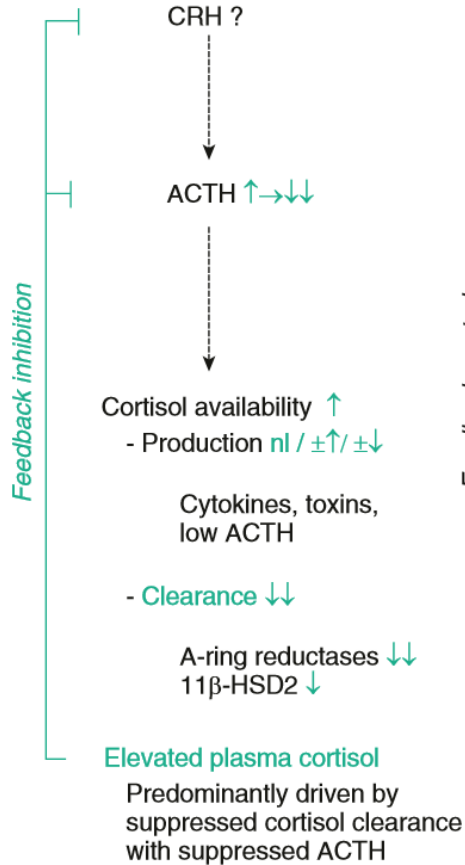 CRH ?
ACTH ↑→↓↓
Feedback inhibition
Cortisol availability ↑
- Production nl / ±↑/ ±↓
Cytokines, toxins,
low ACTH
- Clearance ↓↓
A-ring reductases ↓↓
11β-HSD2 ↓
Elevated plasma cortisol
Predominantly driven by
suppressed cortisol clearance
with suppressed ACTH